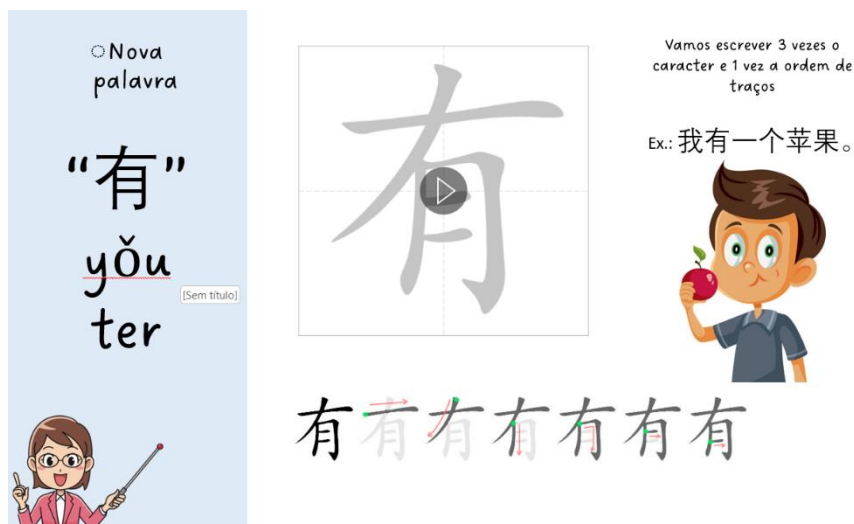 Nova
palavra
“有”
yǒu
[Sem título]
ter
有
Vamos escrever 3 vezes o
caracter e 1 vez a ordem de
traços
Ex.: 我有一个苹果。
有 有 有 有 有 有 有